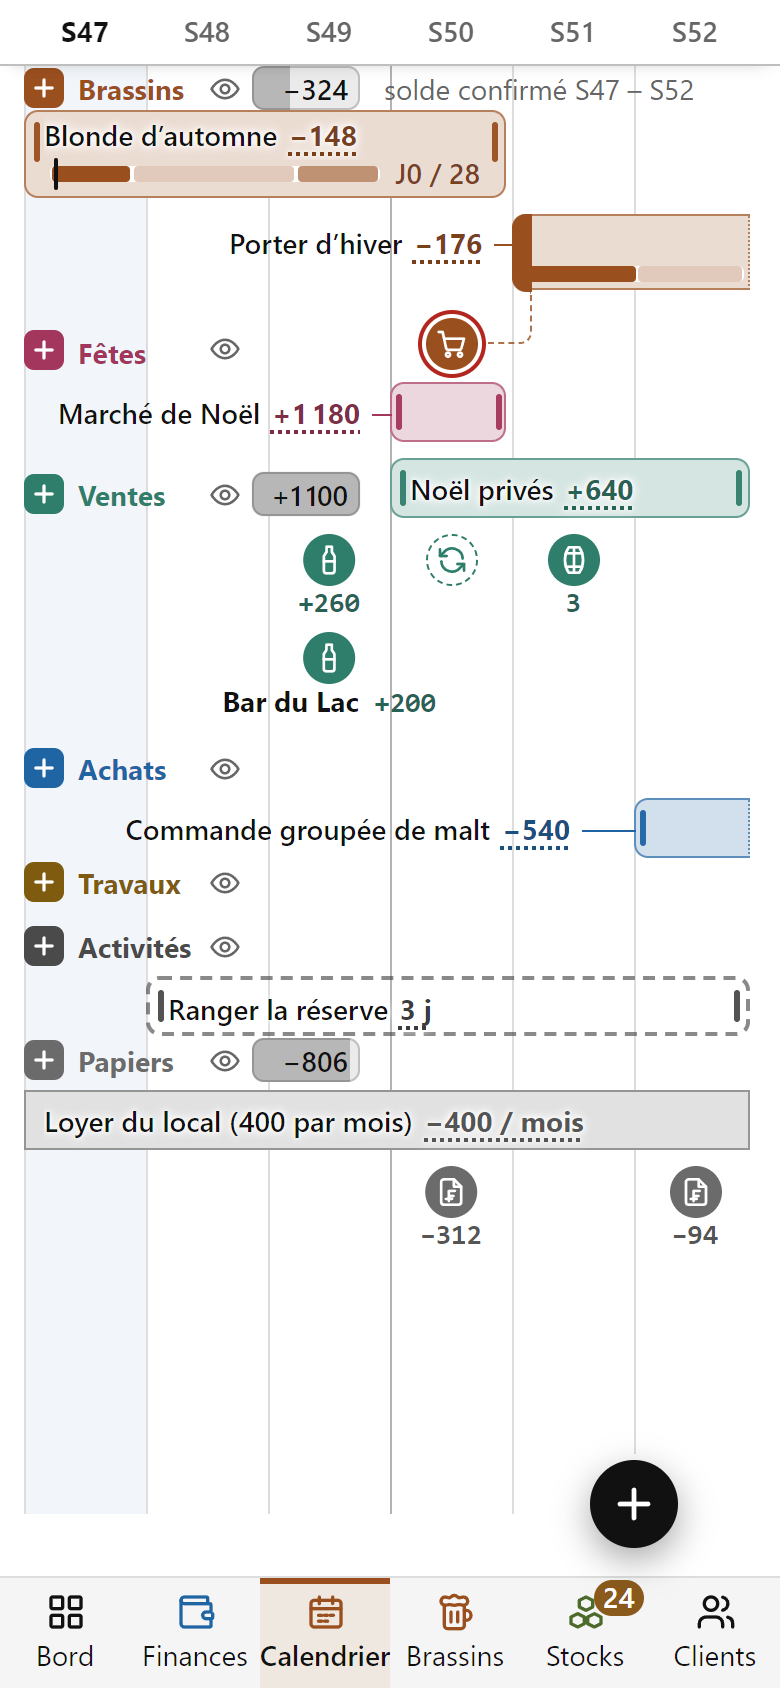 S47 S48 S49 S50 S51 S52
Brassins −324 solde confirmé S47 – S52
Blonde d’automne −148
J0 / 28
Porter d’hiver −176
Fêtes
Marché de Noël +1 180
Ventes +1100
Noël privés +640
+260 3
Bar du Lac +200
Achats
Commande groupée de malt −540
Travaux
Activités
Ranger la réserve 3 j
Papiers −806
Loyer du local (400 par mois) −400 / mois
−312 −94
24
Bord Finances Calendrier Brassins Stocks Clients